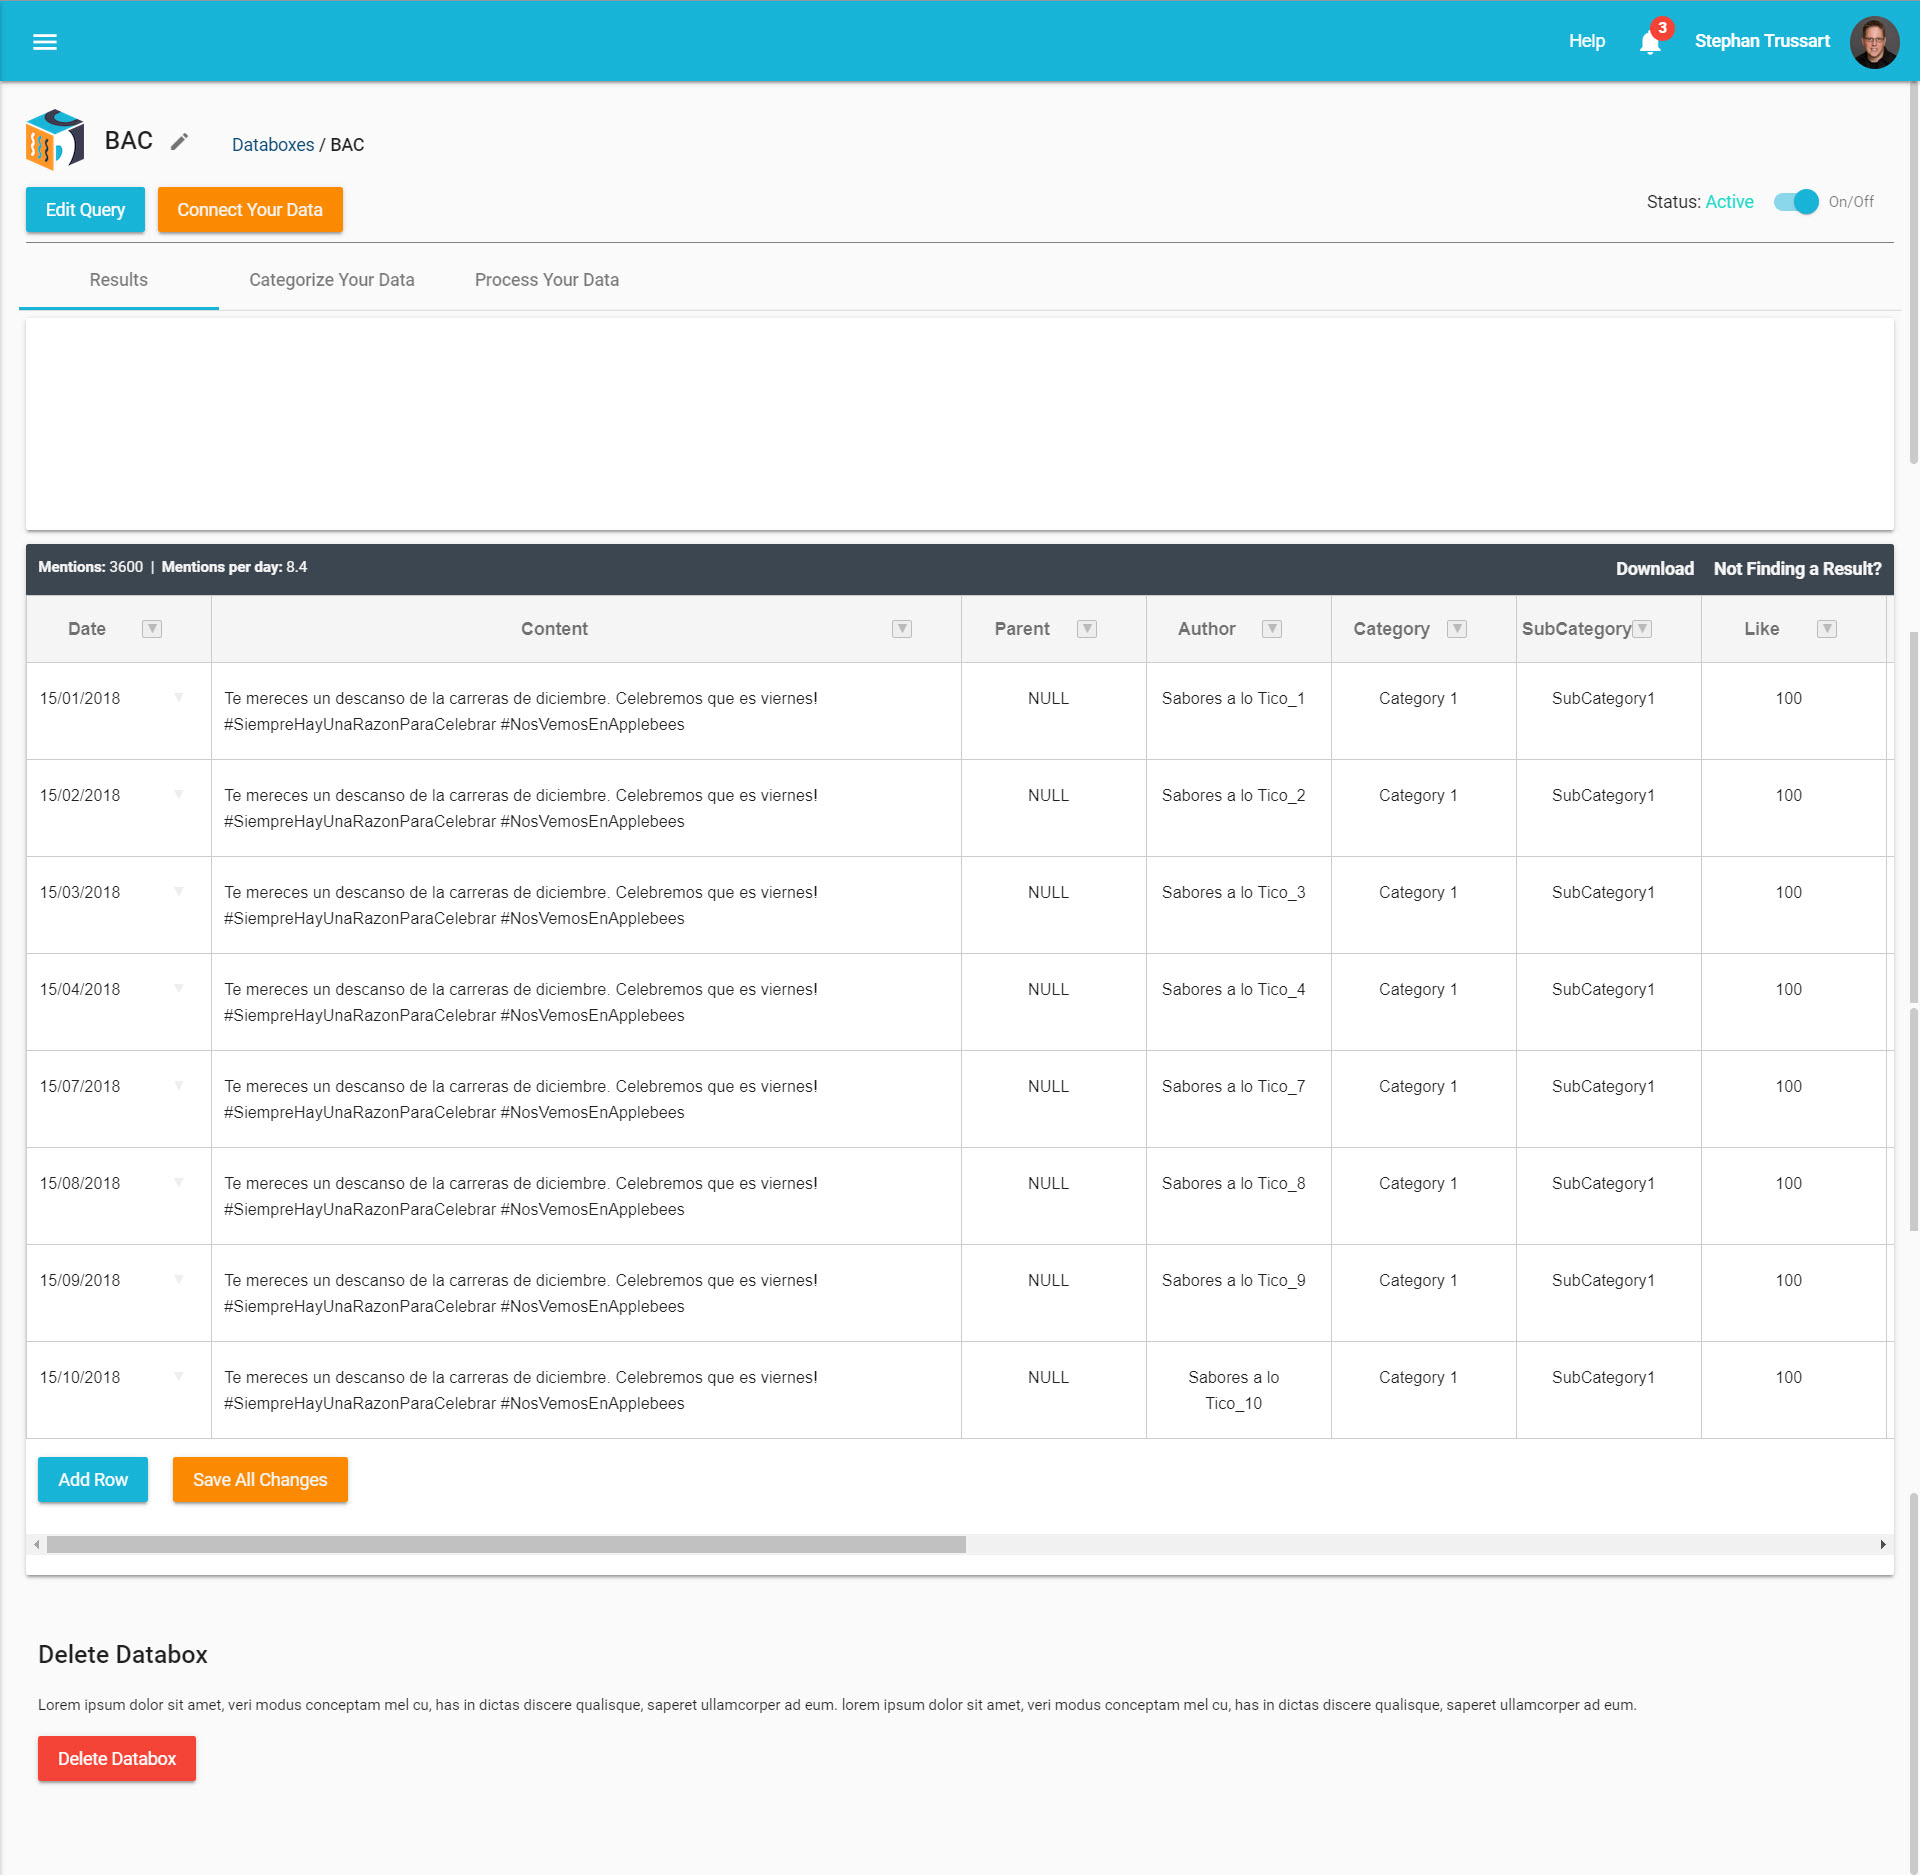 Help 3 Stephan Trussart
BAC Databoxes / BAC
Edit Query Connect Your Data Status: Active On/Off
Results Categorize Your Data Process Your Data
Mentions: 3600 | Mentions per day: 8.4 Download Not Finding a Result?
Date Content Parent Author Category SubCategory Like
15/01/2018 Te mereces un descanso de la carreras de diciembre. Celebremos que es viernes! NULL Sabores a lo Tico_1 Category 1 SubCategory1 100
#SiempreHayUnaRazonParaCelebrar #NosVemosEnApplebees
15/02/2018 Te mereces un descanso de la carreras de diciembre. Celebremos que es viernes! NULL Sabores a lo Tico_2 Category 1 SubCategory1 100
#SiempreHayUnaRazonParaCelebrar #NosVemosEnApplebees
15/03/2018 Te mereces un descanso de la carreras de diciembre. Celebremos que es viernes! NULL Sabores a lo Tico_3 Category 1 SubCategory1 100
#SiempreHayUnaRazonParaCelebrar #NosVemosEnApplebees
15/04/2018 Te mereces un descanso de la carreras de diciembre. Celebremos que es viernes! NULL Sabores a lo Tico_4 Category 1 SubCategory1 100
#SiempreHayUnaRazonParaCelebrar #NosVemosEnApplebees
15/07/2018 Te mereces un descanso de la carreras de diciembre. Celebremos que es viernes! NULL Sabores a lo Tico_7 Category 1 SubCategory1 100
#SiempreHayUnaRazonParaCelebrar #NosVemosEnApplebees
15/08/2018 Te mereces un descanso de la carreras de diciembre. Celebremos que es viernes! NULL Sabores a lo Tico_8 Category 1 SubCategory1 100
#SiempreHayUnaRazonParaCelebrar #NosVemosEnApplebees
15/09/2018 Te mereces un descanso de la carreras de diciembre. Celebremos que es viernes! NULL Sabores a lo Tico_9 Category 1 SubCategory1 100
#SiempreHayUnaRazonParaCelebrar #NosVemosEnApplebees
15/10/2018 Te mereces un descanso de la carreras de diciembre. Celebremos que es viernes! NULL Sabores a lo Category 1 SubCategory1 100
#SiempreHayUnaRazonParaCelebrar #NosVemosEnApplebees Tico_10
Add Row Save All Changes
Delete Databox
Lorem ipsum dolor sit amet, veri modus conceptam mel cu, has in dictas discere qualisque, saperet ullamcorper ad eum. lorem ipsum dolor sit amet, veri modus conceptam mel cu, has in dictas discere qualisque, saperet ullamcorper ad eum.
Delete Databox